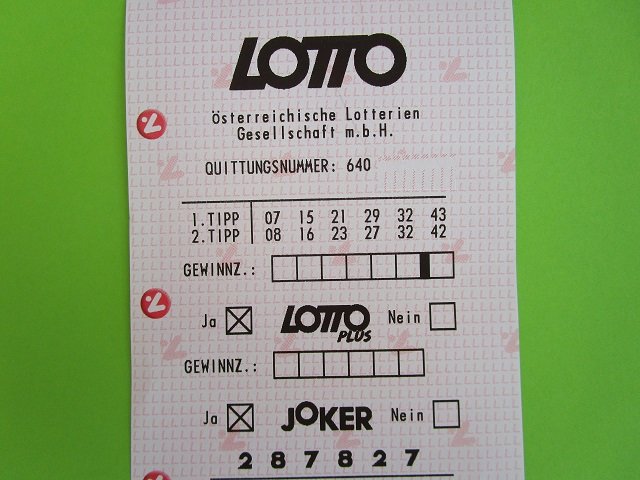 LOTTO
Österreichische Lotterien
Gesellschaft m.b.H.
QUITTUNGSNUMMER: 640
1.TIPP 07 15 21 29 32 43
2.TIPP 08 16 23 27 32 42
GEWINNZ.:
Ja LOTTO PLUS Nein
GEWINNZ.:
Ja JOKER Nein
2 8 7 8 2 7